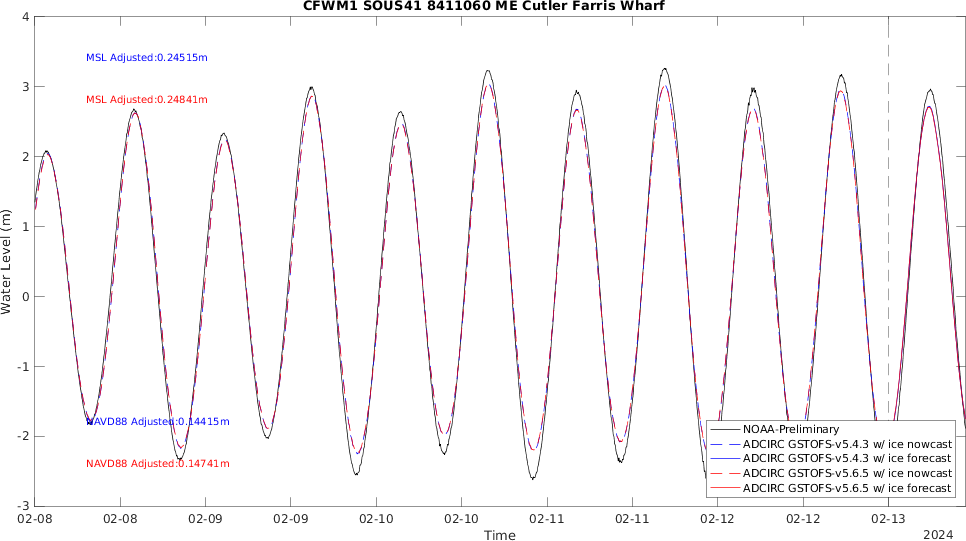 CFWM1 SOUS41 8411060 ME Cutler Farris Wharf
4
3
2
1
0
-1
-2
-3
Water Level (m)
MSL Adjusted:0.24515m
MSL Adjusted:0.24841m
NAVD88 Adjusted:0.14415m
NAVD88 Adjusted:0.14741m
NOAA-Preliminary
ADCIRC GSTOFS-v5.4.3 w/ ice nowcast
ADCIRC GSTOFS-v5.4.3 w/ ice forecast
ADCIRC GSTOFS-v5.6.5 w/ ice nowcast
ADCIRC GSTOFS-v5.6.5 w/ ice forecast
02-08 02-08 02-09 02-09 02-10 02-10 02-11 02-11 02-12 02-12 02-13
Time
2024